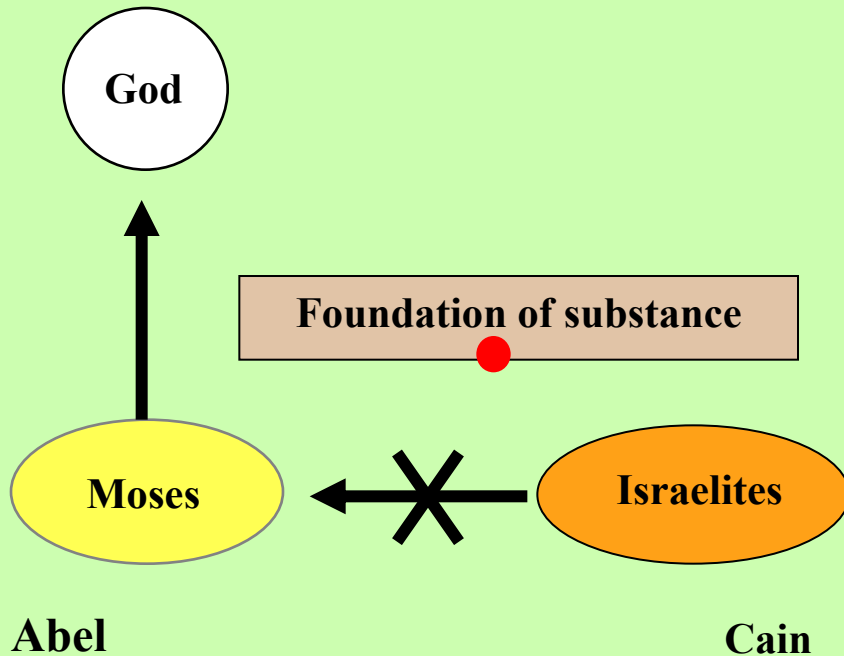 God
Foundation of substance
Moses
Israelites
Abel
Cain